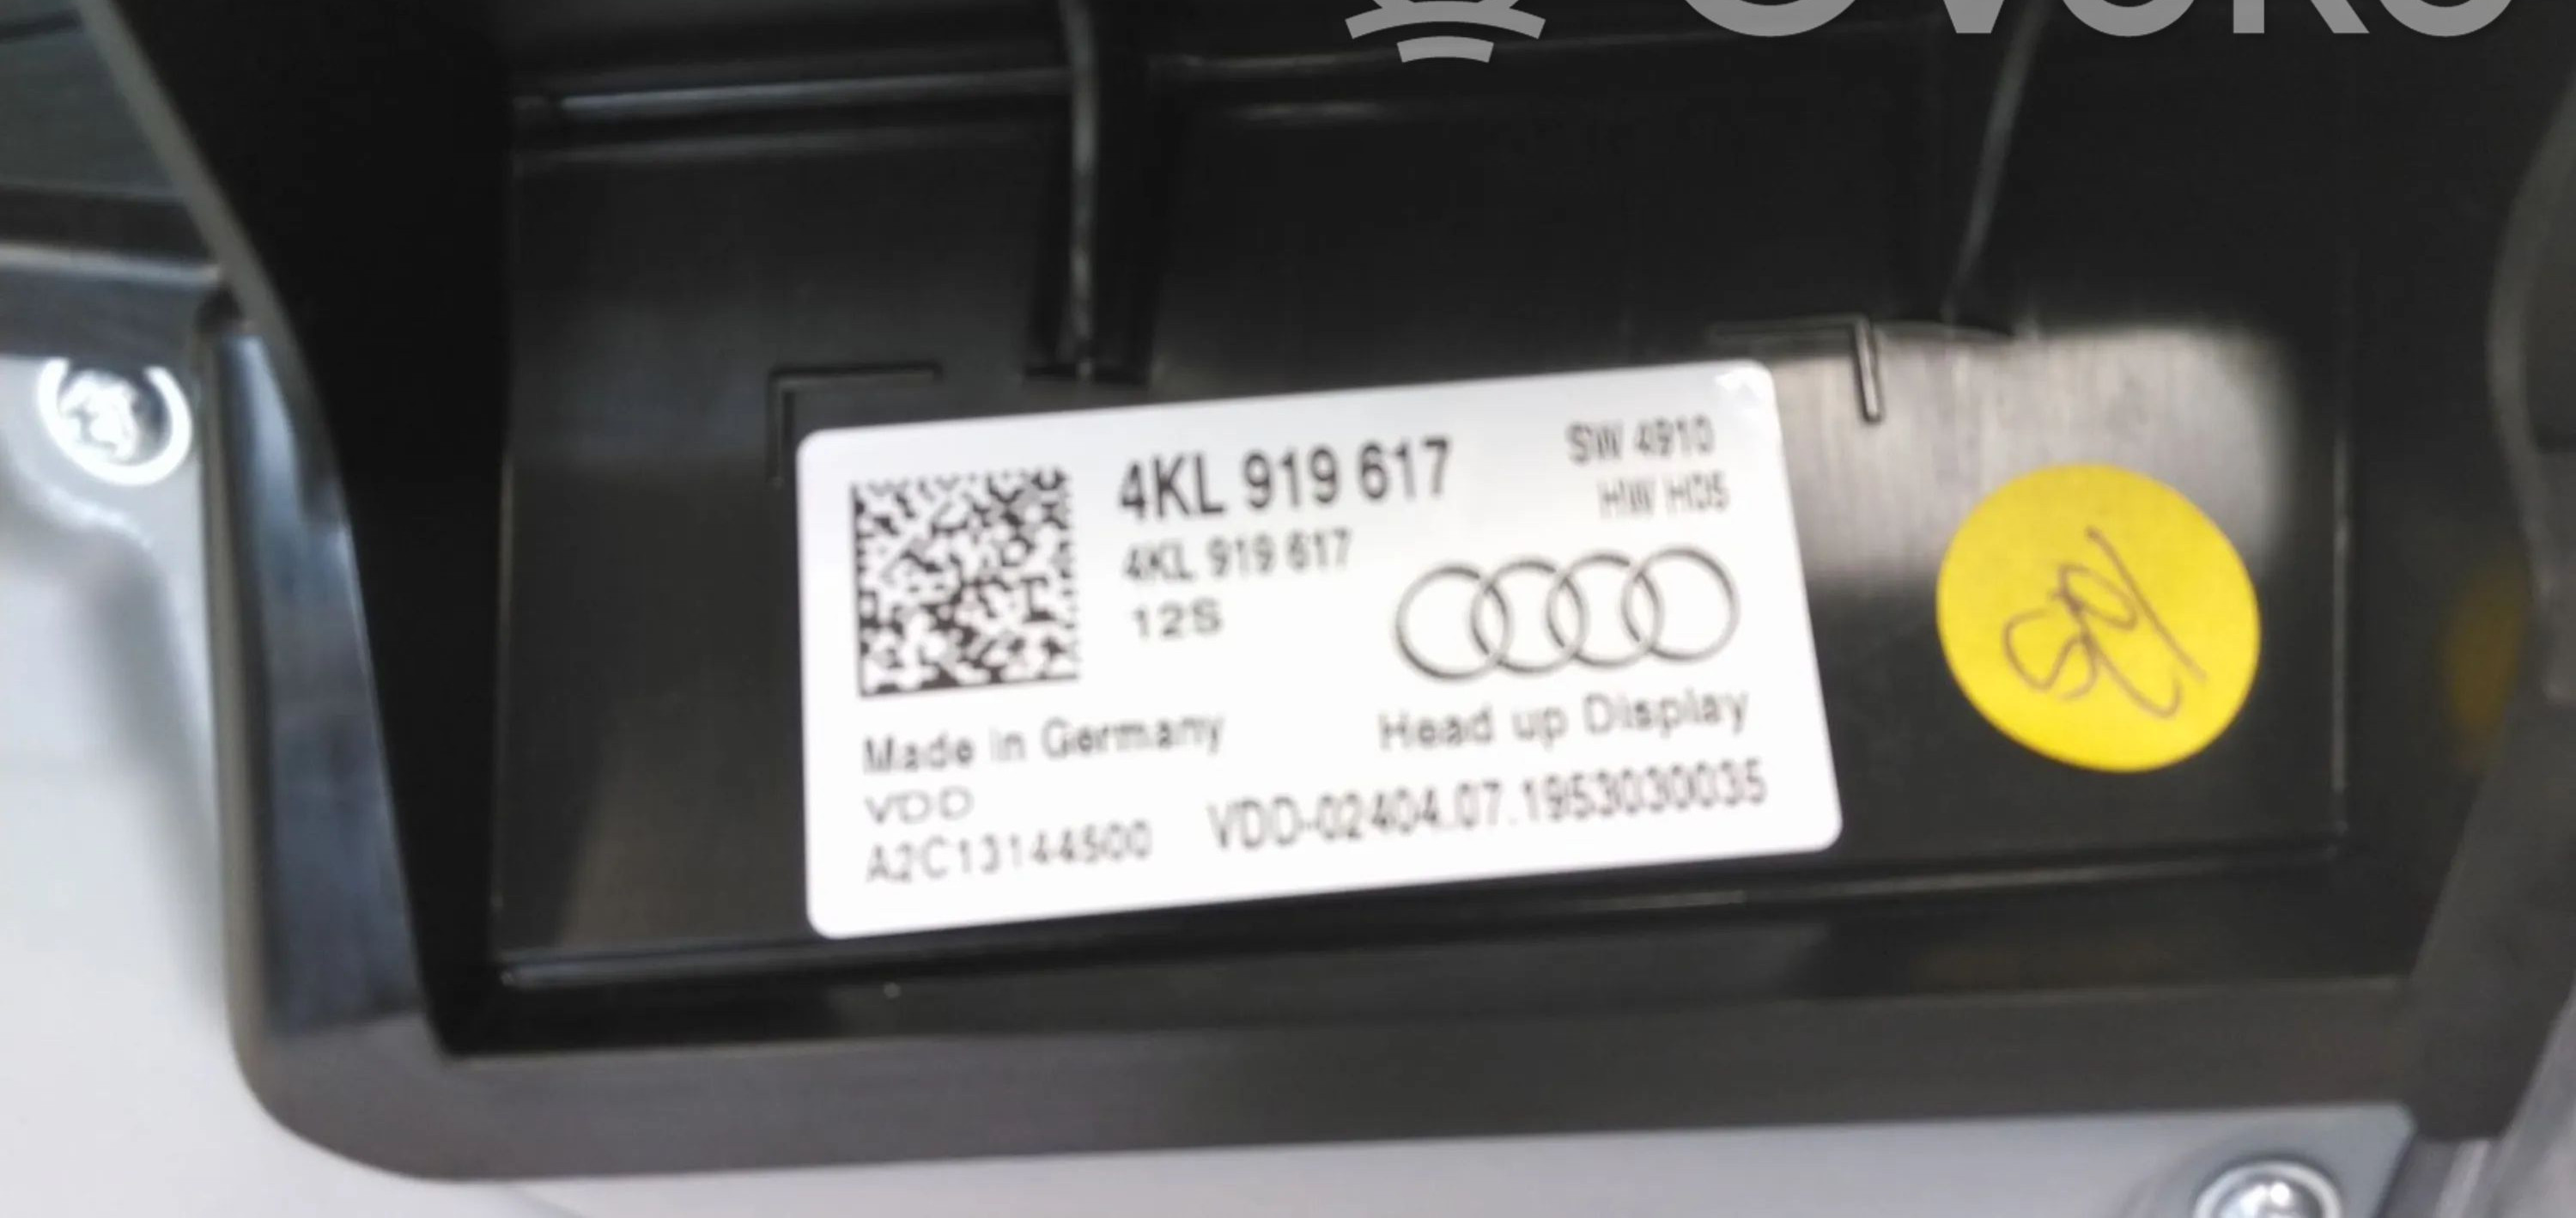 4KL 919 617
SW 4910
HW H05
4KL 919 617
12S
Made in Germany
Head up Display
VDD
A2C13144500
VDD-02404.07.1953030035